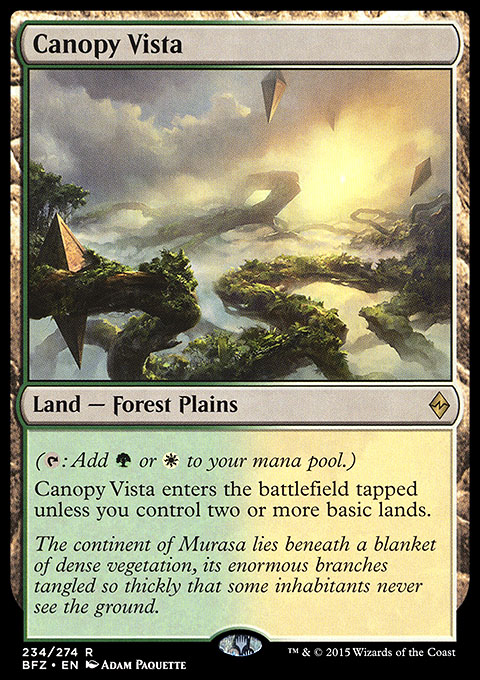 Canopy Vista
Land — Forest Plains
(: Add or to your mana pool.)
Canopy Vista enters the battlefield tapped
unless you control two or more basic lands.
The continent of Murasa lies beneath a blanket
of dense vegetation, its enormous branches
tangled so thickly that some inhabitants never
see the ground.
234/274 R
BFZ • EN Adam Paquette
™ & © 2015 Wizards of the Coast